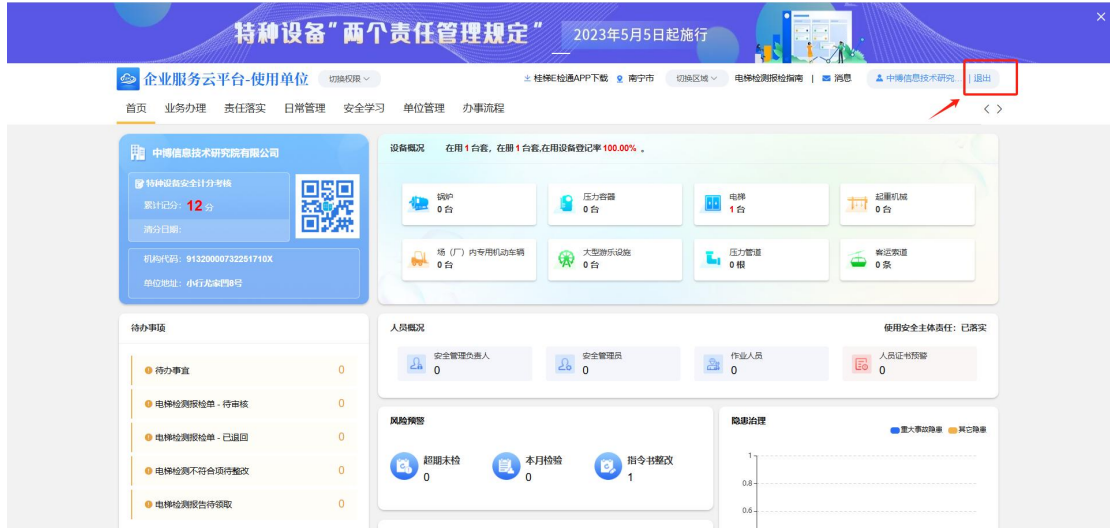 特种设备“两个责任管理规定”
2023年5月5日起施行
企业服务云平台-使用单位 切换权限 桂梯E检通APP下载 南宁市 切换区域 电梯检测报检指南 | 消息 中博信息技术研究... | 退出
首页 业务办理 责任落实 日常管理 安全学习 单位管理 办事流程
中博信息技术研究院有限公司
特种设备安全计分考核
累计记分: 12 分
清分日期:
机构代码: 91320000732251710X
单位地址: 小行尤家凹8号
设备概况 在用 1 台套, 在册 1 台套,在用设备登记率 100.00% 。
锅炉
0 台
压力容器
0 台
电梯
1 台
起重机械
0 台
场(厂)内专用机动车辆
0 台
大型游乐设施
0 台
压力管道
0 根
客运索道
0 条
待办事项
待办事宜 0
电梯检测报检单 - 待审核 0
电梯检测报检单 - 已退回 0
电梯检测不符合项待整改 0
电梯检测报告待领取 0
人员概况 使用安全主体责任: 已落实
安全管理负责人
0
安全管理员
0
作业人员
0
人员证书预警
0
风险预警
超期未检
0
本月检验
0
指令书整改
1
隐患治理
重大事故隐患 其它隐患
1
0.8
0.6